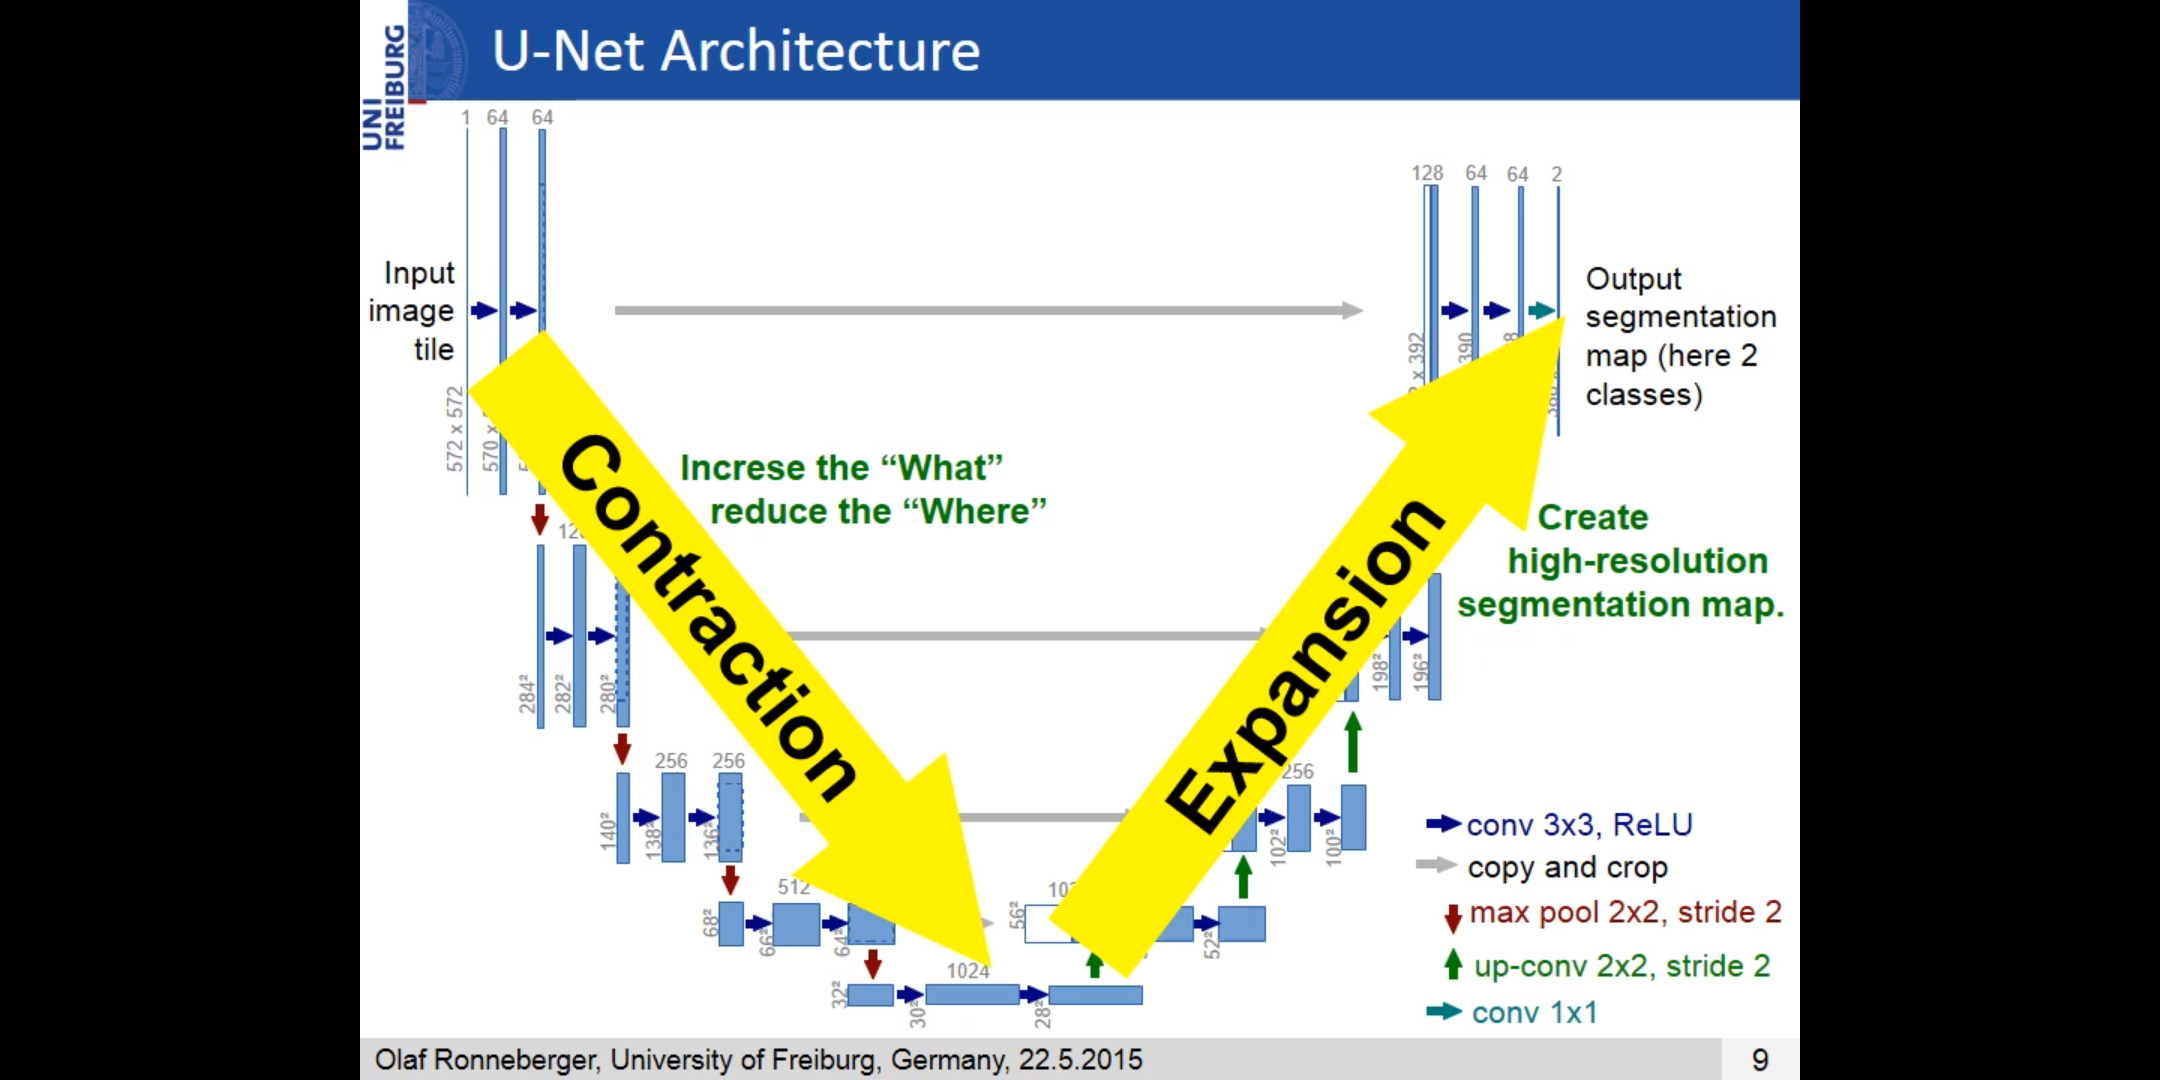 UNI
FREIBURG
U-Net Architecture
1 64 64
Input
image
tile
572 x 572
128 64 64 2
Output
segmentation
map (here 2
classes)
Contraction
Increse the “What”
reduce the “Where”
Expansion
Create
high-resolution
segmentation map.
284²
282²
280²
198²
196²
256 256
140²
138²
136²
256
102²
100²
512
68²
66²
64²
56²
52²
1024
32²
30²
28²
conv 3x3, ReLU
copy and crop
max pool 2x2, stride 2
up-conv 2x2, stride 2
conv 1x1
Olaf Ronneberger, University of Freiburg, Germany, 22.5.2015
9